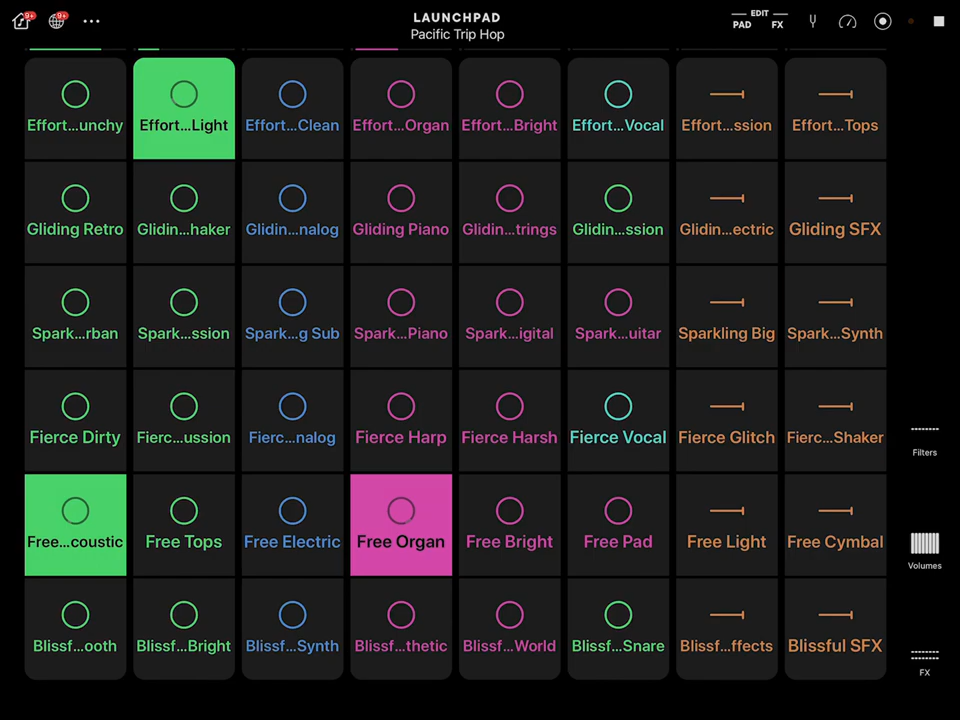 9+
9+
LAUNCHPAD
Pacific Trip Hop
EDIT
PAD FX
Effort...unchy Effort...Light Effort...Clean Effort...Organ Effort...Bright Effort...Vocal Effort...ssion Effort...Tops
Gliding Retro Glidin...haker Glidin...nalog Gliding Piano Glidin...trings Glidin...ssion Glidin...ectric Gliding SFX
Spark...rban Spark...ssion Spark...g Sub Spark...Piano Spark...igital Spark...uitar Sparkling Big Spark...Synth
Fierce Dirty Fierc...ussion Fierc...nalog Fierce Harp Fierce Harsh Fierce Vocal Fierce Glitch Fierc...Shaker
Filters
Free...coustic Free Tops Free Electric Free Organ Free Bright Free Pad Free Light Free Cymbal
Volumes
Blissf...ooth Blissf...Bright Blissf...Synth Blissf...thetic Blissf...World Blissf...Snare Blissf...ffects Blissful SFX
FX